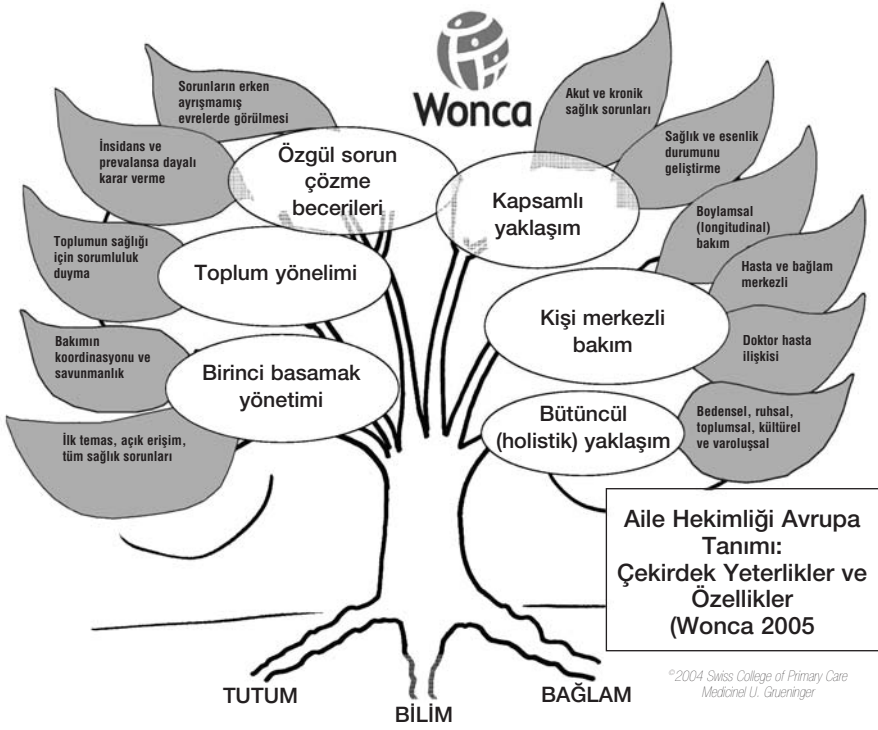 Wonca
Sorunların erken
ayrışmamış
evrelerde görülmesi
İnsidans ve
prevalansa dayalı
karar verme
Özgül sorun
çözme
becerileri
Toplumun sağlığı
için sorumluluk
duyma
Toplum yönelimi
Bakımın
koordinasyonu ve
savunmanlık
İlk temas, açık erişim,
tüm sağlık sorunları
Birinci basamak
yönetimi
Akut ve kronik
sağlık sorunları
Sağlık ve esenlik
durumunu
geliştirme
Kapsamlı
yaklaşım
Boylamsal
(longitudinal)
bakım
Hasta ve bağlam
merkezli
Kişi merkezli
bakım
Doktor hasta
ilişkisi
Bütüncül
(holistik) yaklaşım
Bedensel, ruhsal,
toplumsal, kültürel
ve varoluşsal
Aile Hekimliği Avrupa
Tanımı:
Çekirdek Yeterlikler ve
Özellikler
(Wonca 2005
©2004 Swiss College of Primary Care
Medicinel U. Grueninger
TUTUM
BİLİM
BAĞLAM